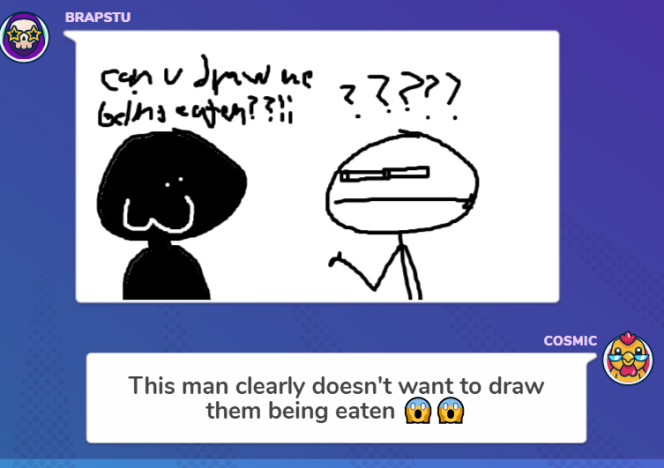 BRAPSTU
can u draw me
being eaten??!!
? ? ? ? ?
COSMIC
This man clearly doesn't want to draw
them being eaten 😱 😱